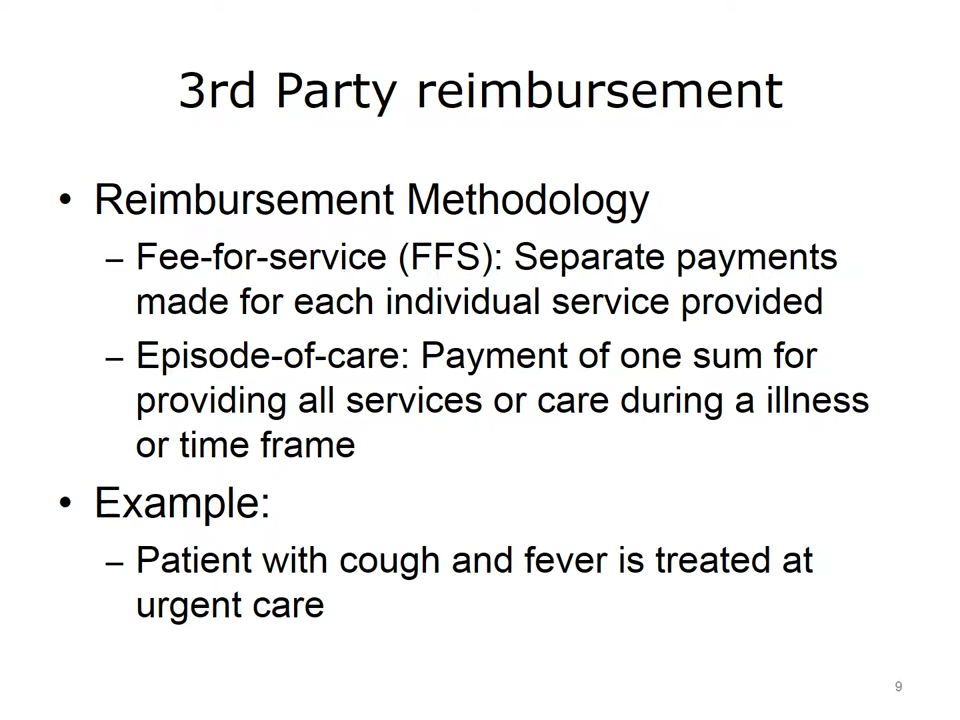 3rd Party reimbursement
• Reimbursement Methodology
– Fee-for-service (FFS): Separate payments
made for each individual service provided
– Episode-of-care: Payment of one sum for
providing all services or care during a illness
or time frame
• Example:
– Patient with cough and fever is treated at
urgent care
9